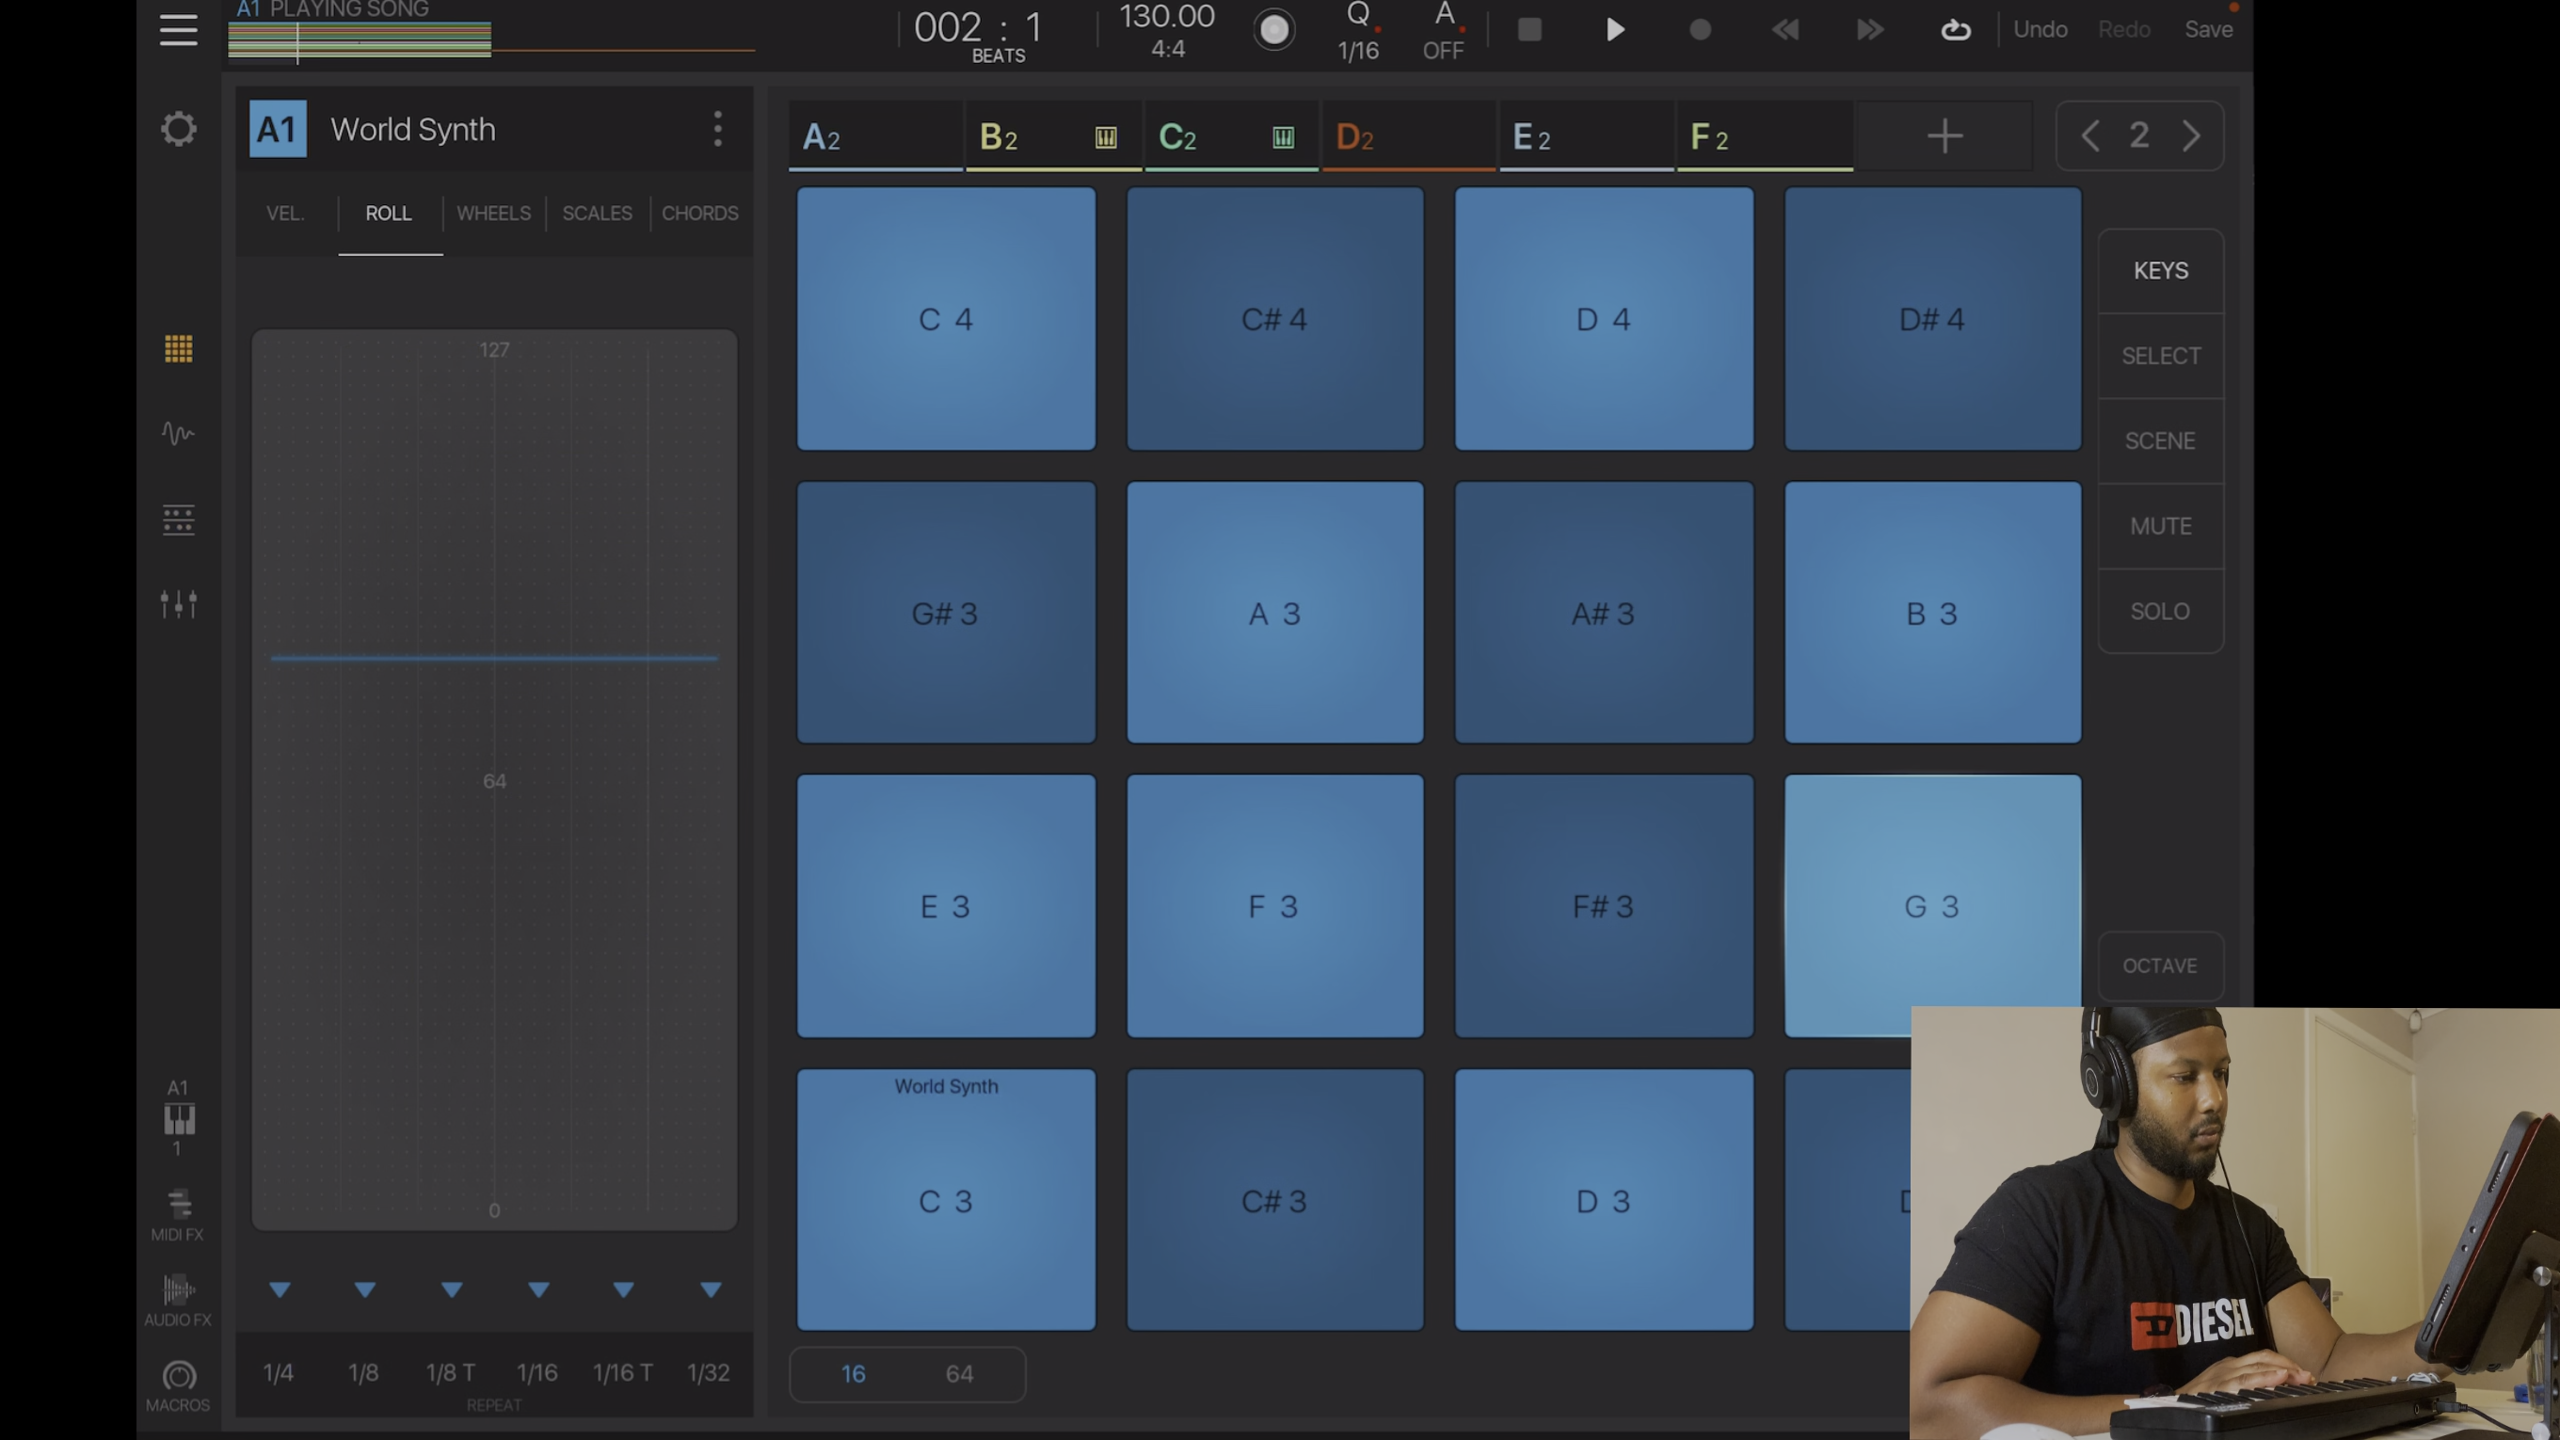 A1 PLAYING SONG
002 : 1
BEATS
130.00
4:4
Q
1/16
A
OFF
Undo
Redo
Save
A1
World Synth
VEL.
ROLL
WHEELS
SCALES
CHORDS
127
64
0
1/4
1/8
1/8 T
1/16
1/16 T
1/32
REPEAT
A2
B2
C2
D2
E2
F2
+
2
C 4
C# 4
D 4
D# 4
G# 3
A 3
A# 3
B 3
E 3
F 3
F# 3
G 3
World Synth
C 3
C# 3
D 3
16
64
KEYS
SELECT
SCENE
MUTE
SOLO
OCTAVE
A1
1
MIDI FX
AUDIO FX
MACROS
DIESEL